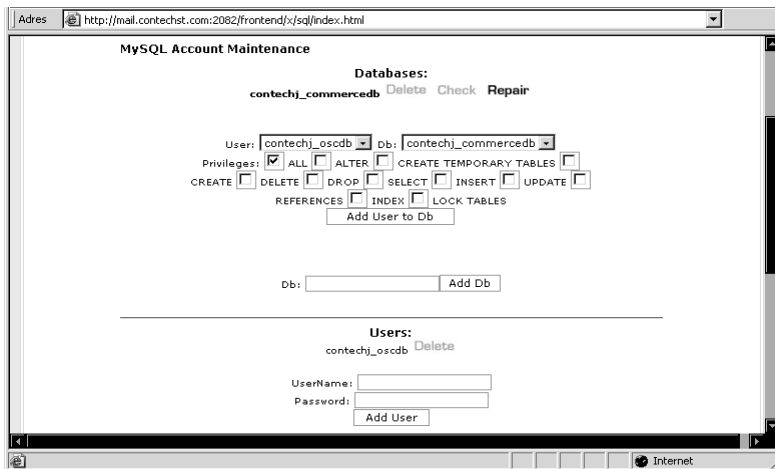 Adres http://mail.contechst.com:2082/frontend/x/sql/index.html
MySQL Account Maintenance
Databases:
contechj_commercedb Delete Check Repair
User: contechj_oscdb Db: contechj_commercedb
Privileges: ALL ALTER CREATE TEMPORARY TABLES
CREATE DELETE DROP SELECT INSERT UPDATE
REFERENCES INDEX LOCK TABLES
Add User to Db
Db: Add Db
Users:
contechj_oscdb Delete
UserName:
Password:
Add User
Internet